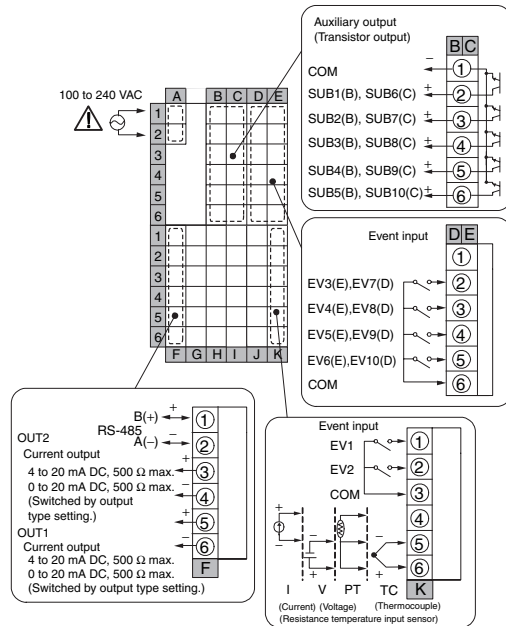 Auxiliary output
(Transistor output)
B C
COM
−
1
SUB1(B), SUB6(C)
+
2
SUB2(B), SUB7(C)
+
3
SUB3(B), SUB8(C)
+
4
SUB4(B), SUB9(C)
+
5
SUB5(B), SUB10(C)
+
6
100 to 240 VAC
A B C D E
1
2
3
4
5
6
1
2
3
4
5
6
F G H I J K
Event input
D E
1
EV3(E),EV7(D)
2
EV4(E),EV8(D)
3
EV5(E),EV9(D)
4
EV6(E),EV10(D)
5
COM
6
B(+)
+
1
RS-485
A(−)
−
2
OUT2
Current output
+
3
4 to 20 mA DC, 500 Ω max.
0 to 20 mA DC, 500 Ω max.
−
4
(Switched by output
type setting.)
+
5
OUT1
−
6
Current output
4 to 20 mA DC, 500 Ω max.
0 to 20 mA DC, 500 Ω max.
(Switched by output type setting.)
F
Event input
EV1
1
EV2
2
COM
3
4
5
6
+
−
−
+
−
+
I V PT TC
K
(Current) (Voltage) (Thermocouple)
(Resistance temperature input sensor)